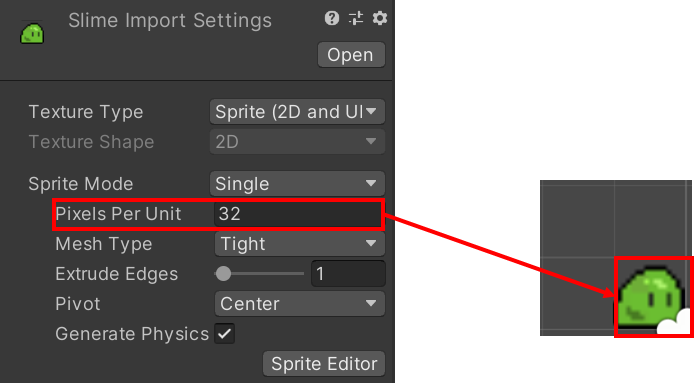 Slime Import Settings
Open
Texture Type Sprite (2D and UI
Texture Shape 2D
Sprite Mode Single
Pixels Per Unit 32
Mesh Type Tight
Extrude Edges 1
Pivot Center
Generate Physics
Sprite Editor